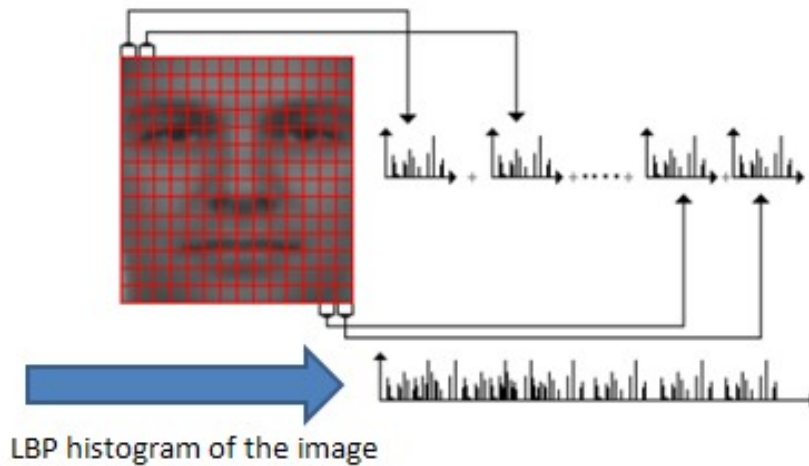 + + + +
LBP histogram of the image